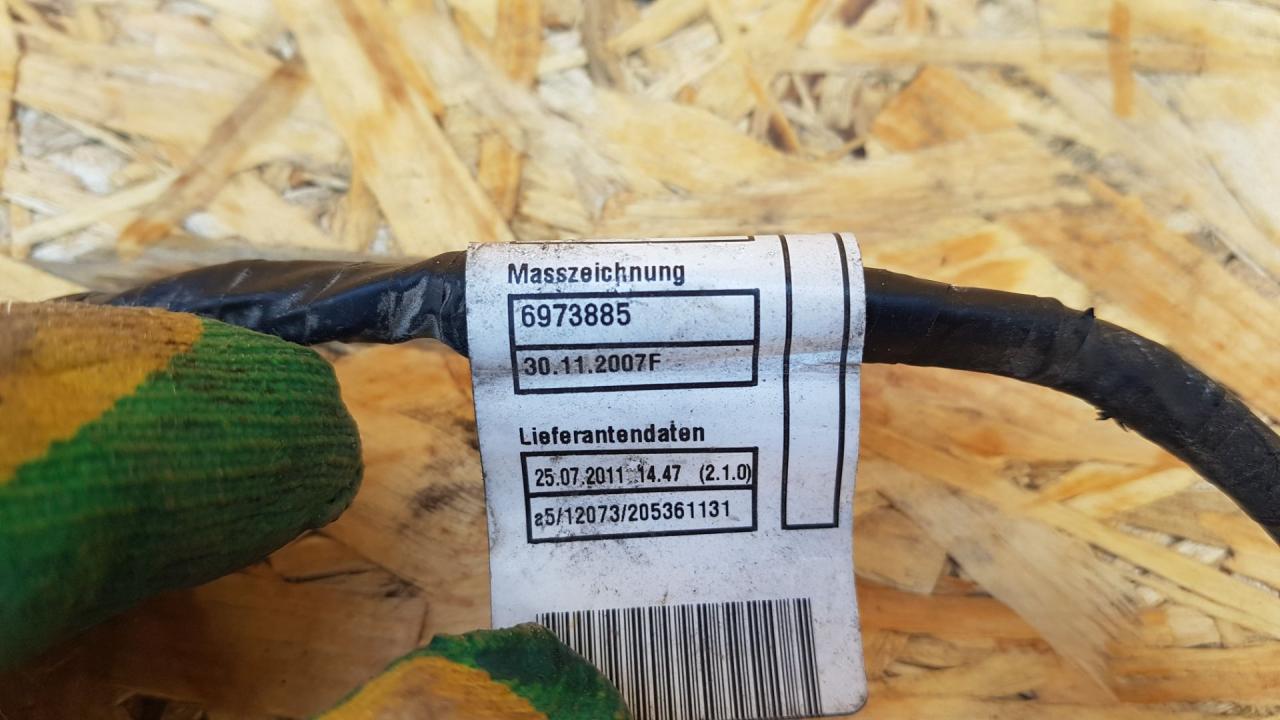 Masszeichnung
6973885
30.11.2007F
Lieferantendaten
25.07.2011 14.47 (2.1.0)
a5/12073/205361131